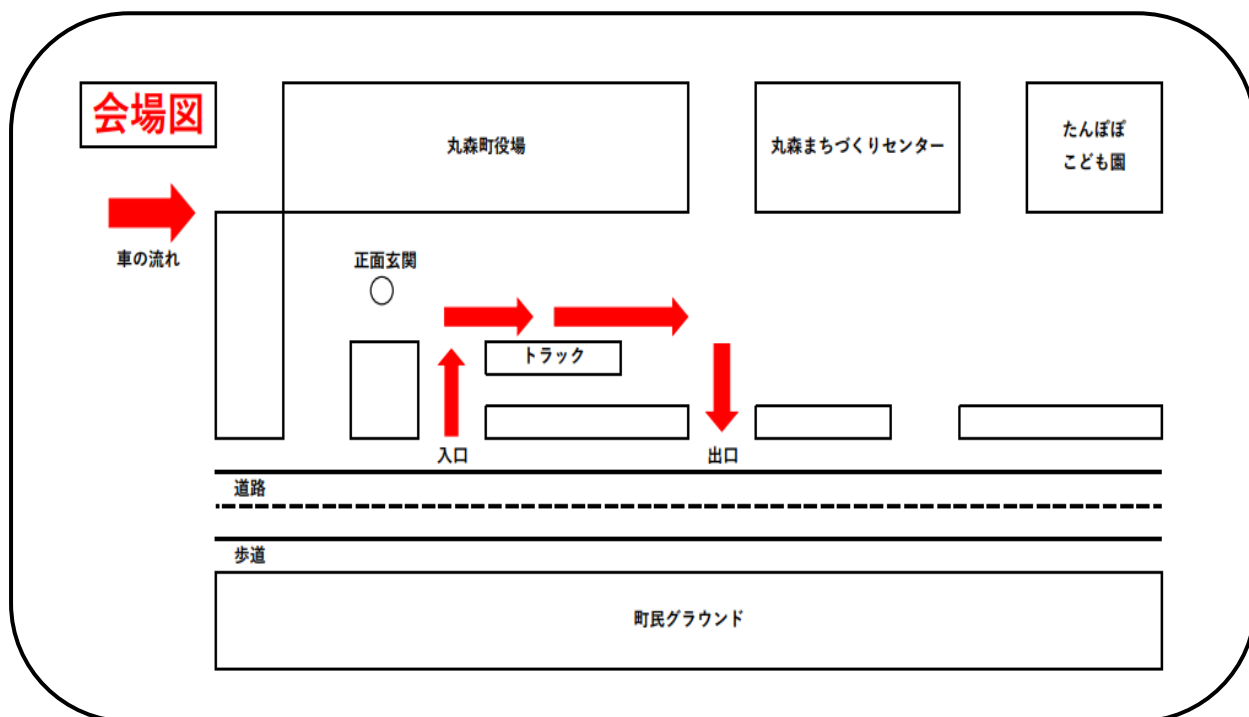 会場図
丸森町役場
丸森まちづくりセンター
たんぽぽ
こども園
車の流れ
正面玄関
トラック
入口
出口
道路
歩道
町民グラウンド